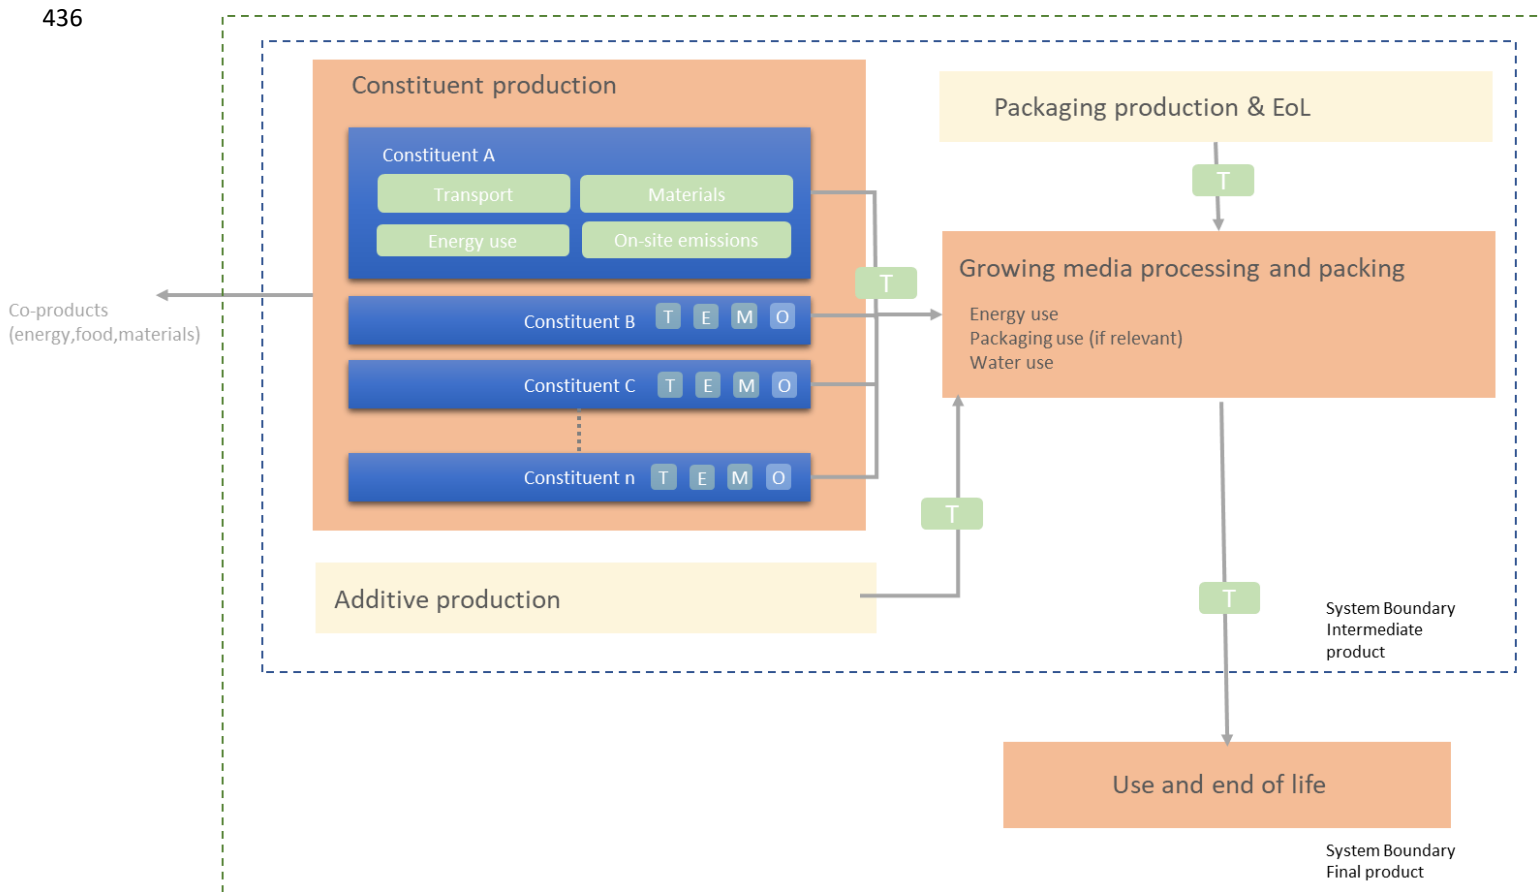 436
Constituent production
Constituent A
Transport
Materials
Energy use
On-site emissions
Constituent B
T E M O
Constituent C
T E M O
Constituent n
T E M O
Additive production
Co-products
(energy,food,materials)
T
T
Packaging production & EoL
T
Growing media processing and packing
Energy use
Packaging use (if relevant)
Water use
T
System Boundary
Intermediate
product
Use and end of life
System Boundary
Final product